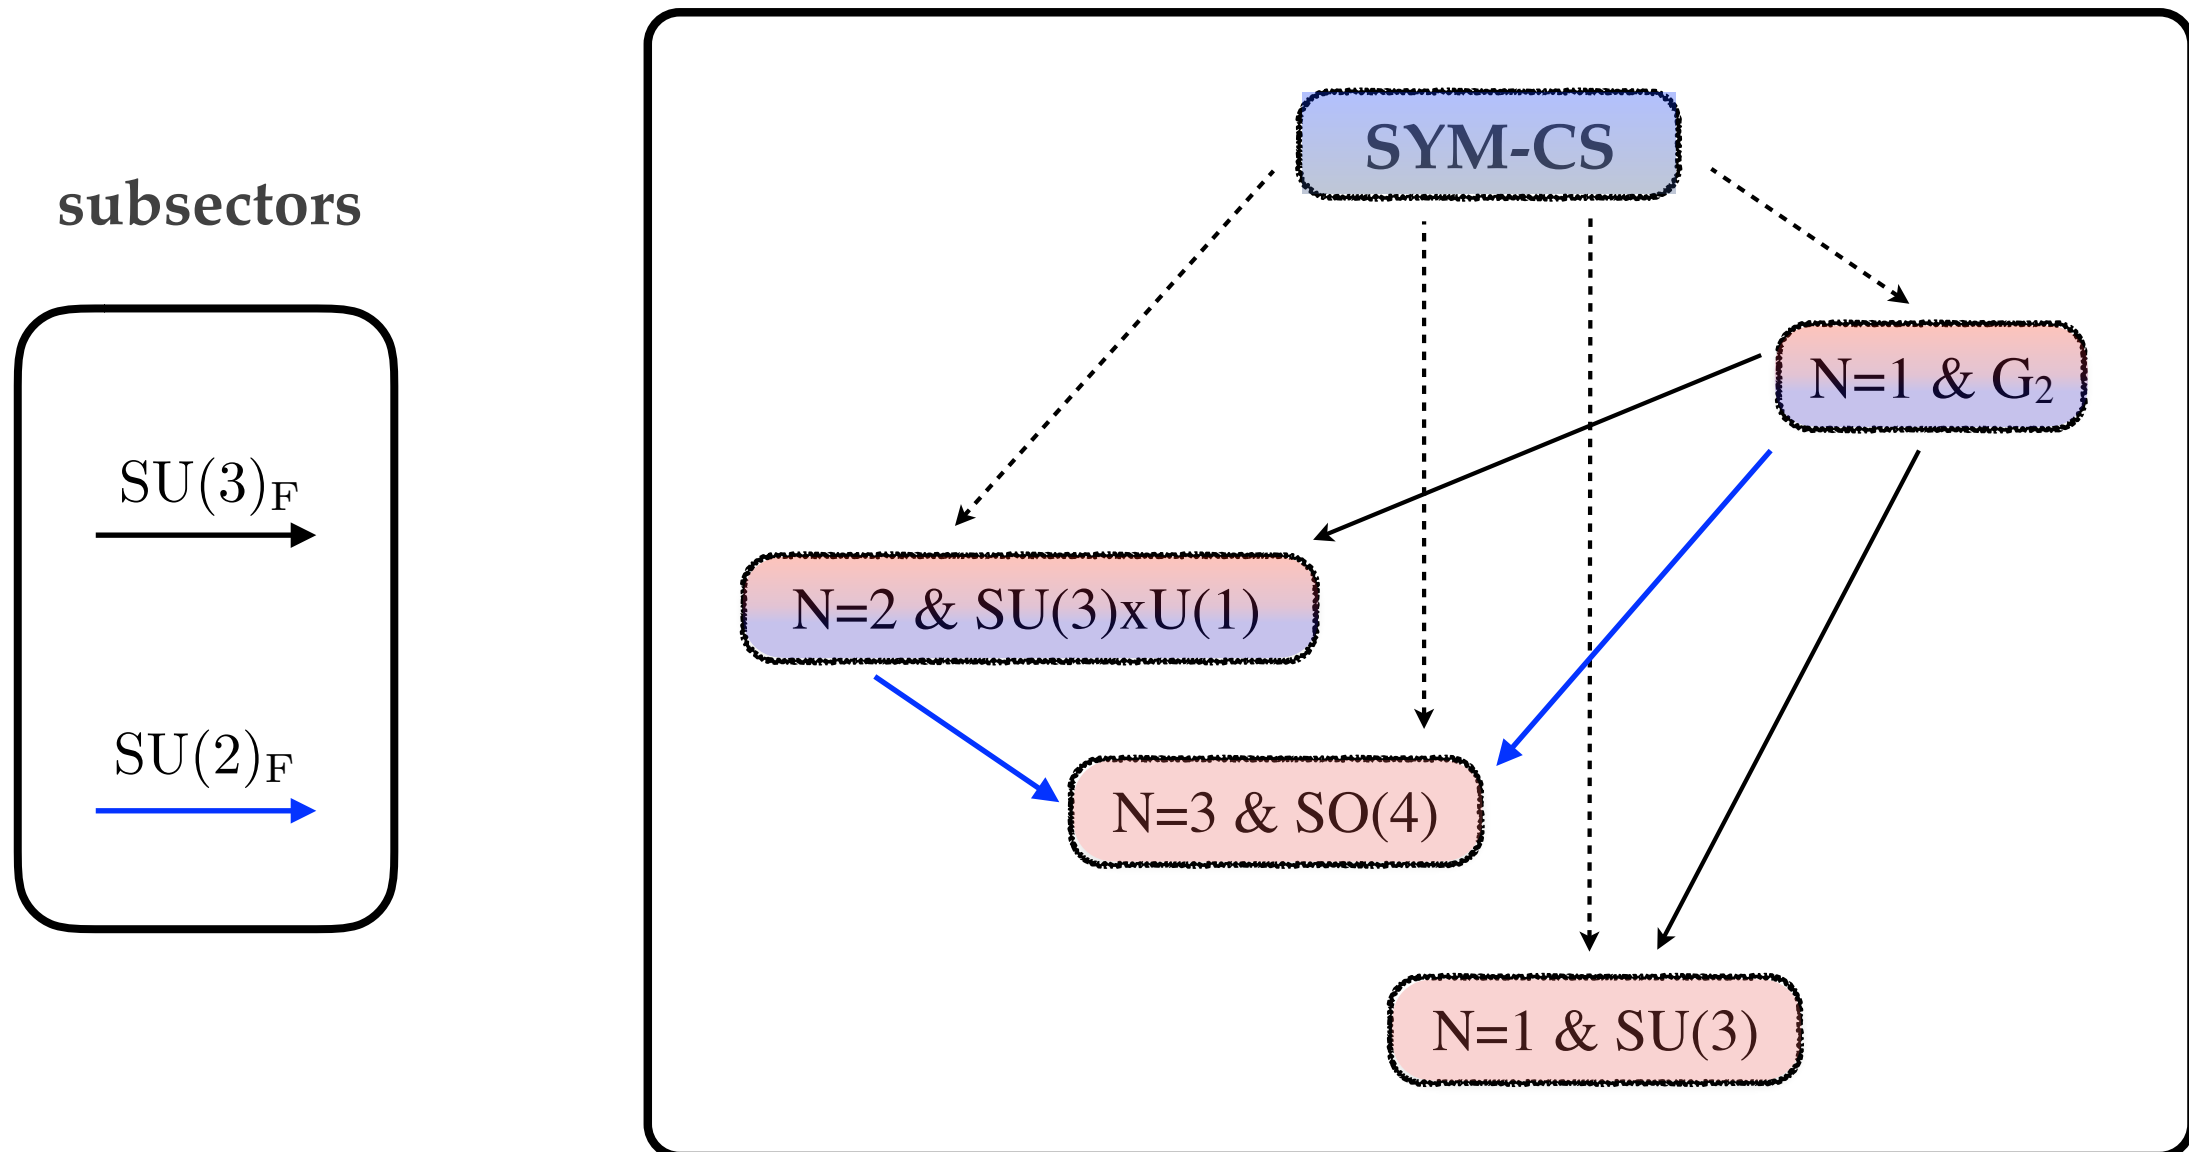 subsectors
SU(3)F
SU(2)F
SYM-CS
N=1 & G2
N=2 & SU(3)xU(1)
N=3 & SO(4)
N=1 & SU(3)